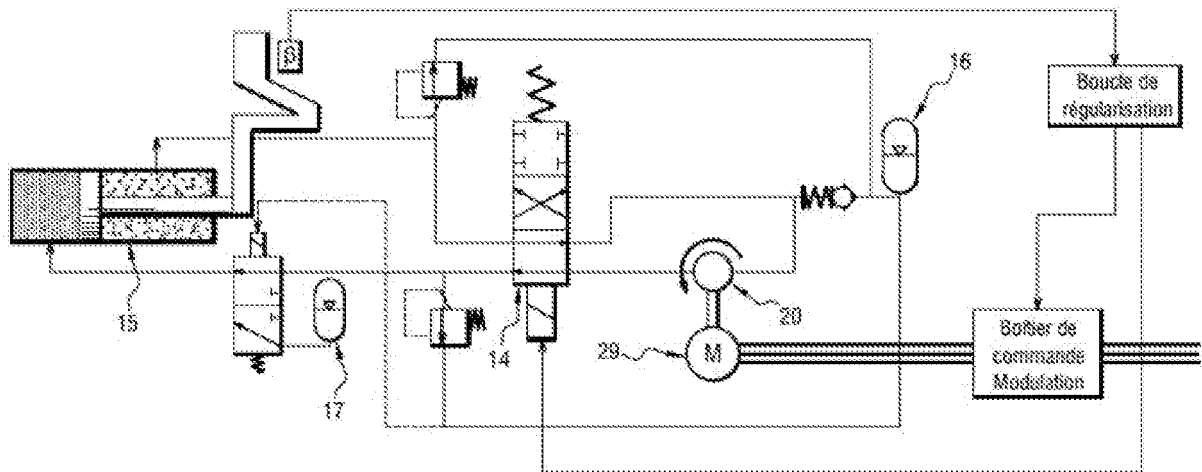 p
16
Boucle de
régularisation
15
17
14
20
29
M
Boîtier de
commande
Modulation